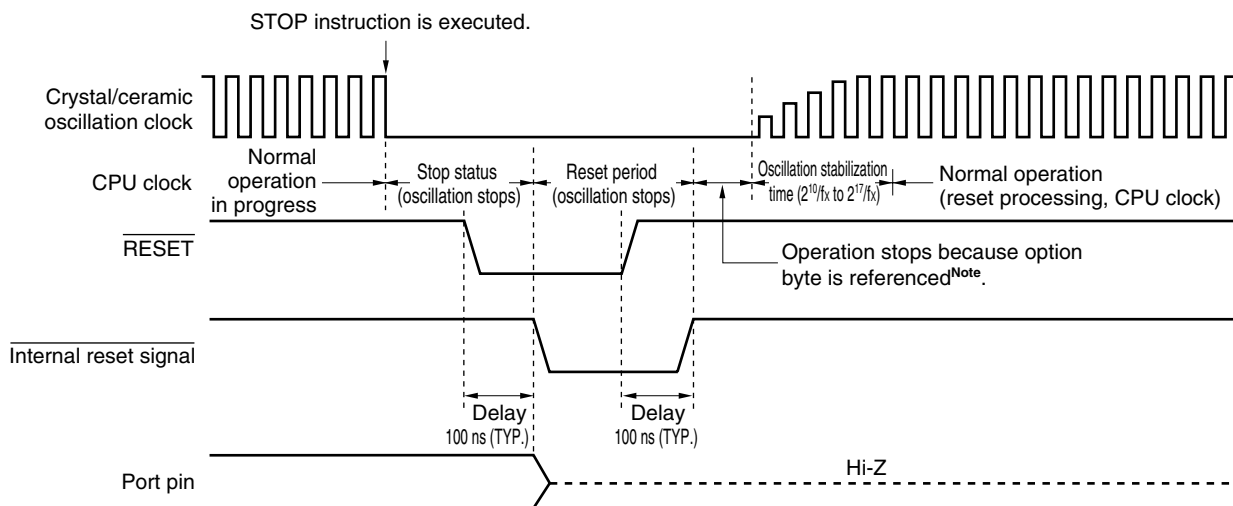 STOP instruction is executed.
Crystal/ceramic
oscillation clock
CPU clock
Normal
operation
in progress
Stop status
(oscillation stops)
Reset period
(oscillation stops)
Oscillation stabilization
time (2¹⁰/fx to 2¹⁷/fx)
Normal operation
(reset processing, CPU clock)
RESET
Operation stops because option
byte is referencedNote.
Internal reset signal
Delay
100 ns (TYP.)
Delay
100 ns (TYP.)
Port pin
Hi-Z